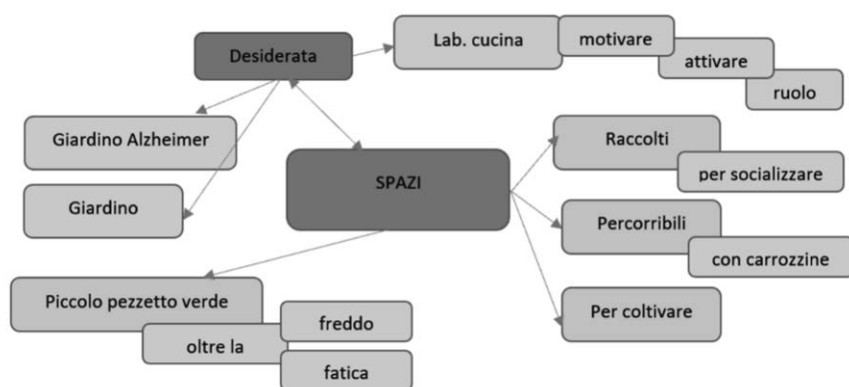 Desiderata
Lab. cucina
motivare
attivare
ruolo
Giardino Alzheimer
Giardino
SPAZI
Raccolti
per socializzare
Percorribili
con carrozzine
Per coltivare
Piccolo pezzetto verde
oltre la
freddo
fatica